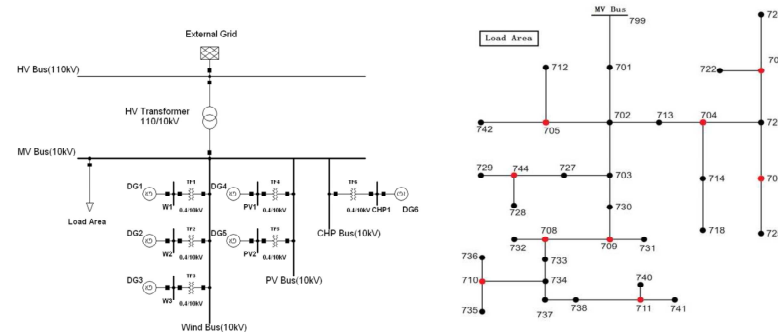 External Grid
HV Bus(110kV)
HV Transformer
110/10kV
MV Bus(10kV)
DG1
TF1
0.4/10kV
W1
DG4
TF4
0.4/10kV
PV1
TF6
0.4/10kV
CHP1
DG6
Load Area
DG2
TF2
0.4/10kV
W2
DG5
TF5
0.4/10kV
PV2
CHP Bus(10kV)
DG3
0.4/10kV
W3
PV Bus(10kV)
Wind Bus(10kV)
MV Bus
799
Load Area
712
701
722
742
705
702
713
704
729
744
727
703
714
728
730
718
732
708
709
731
736
733
710
734
740
735
737
738
711
741